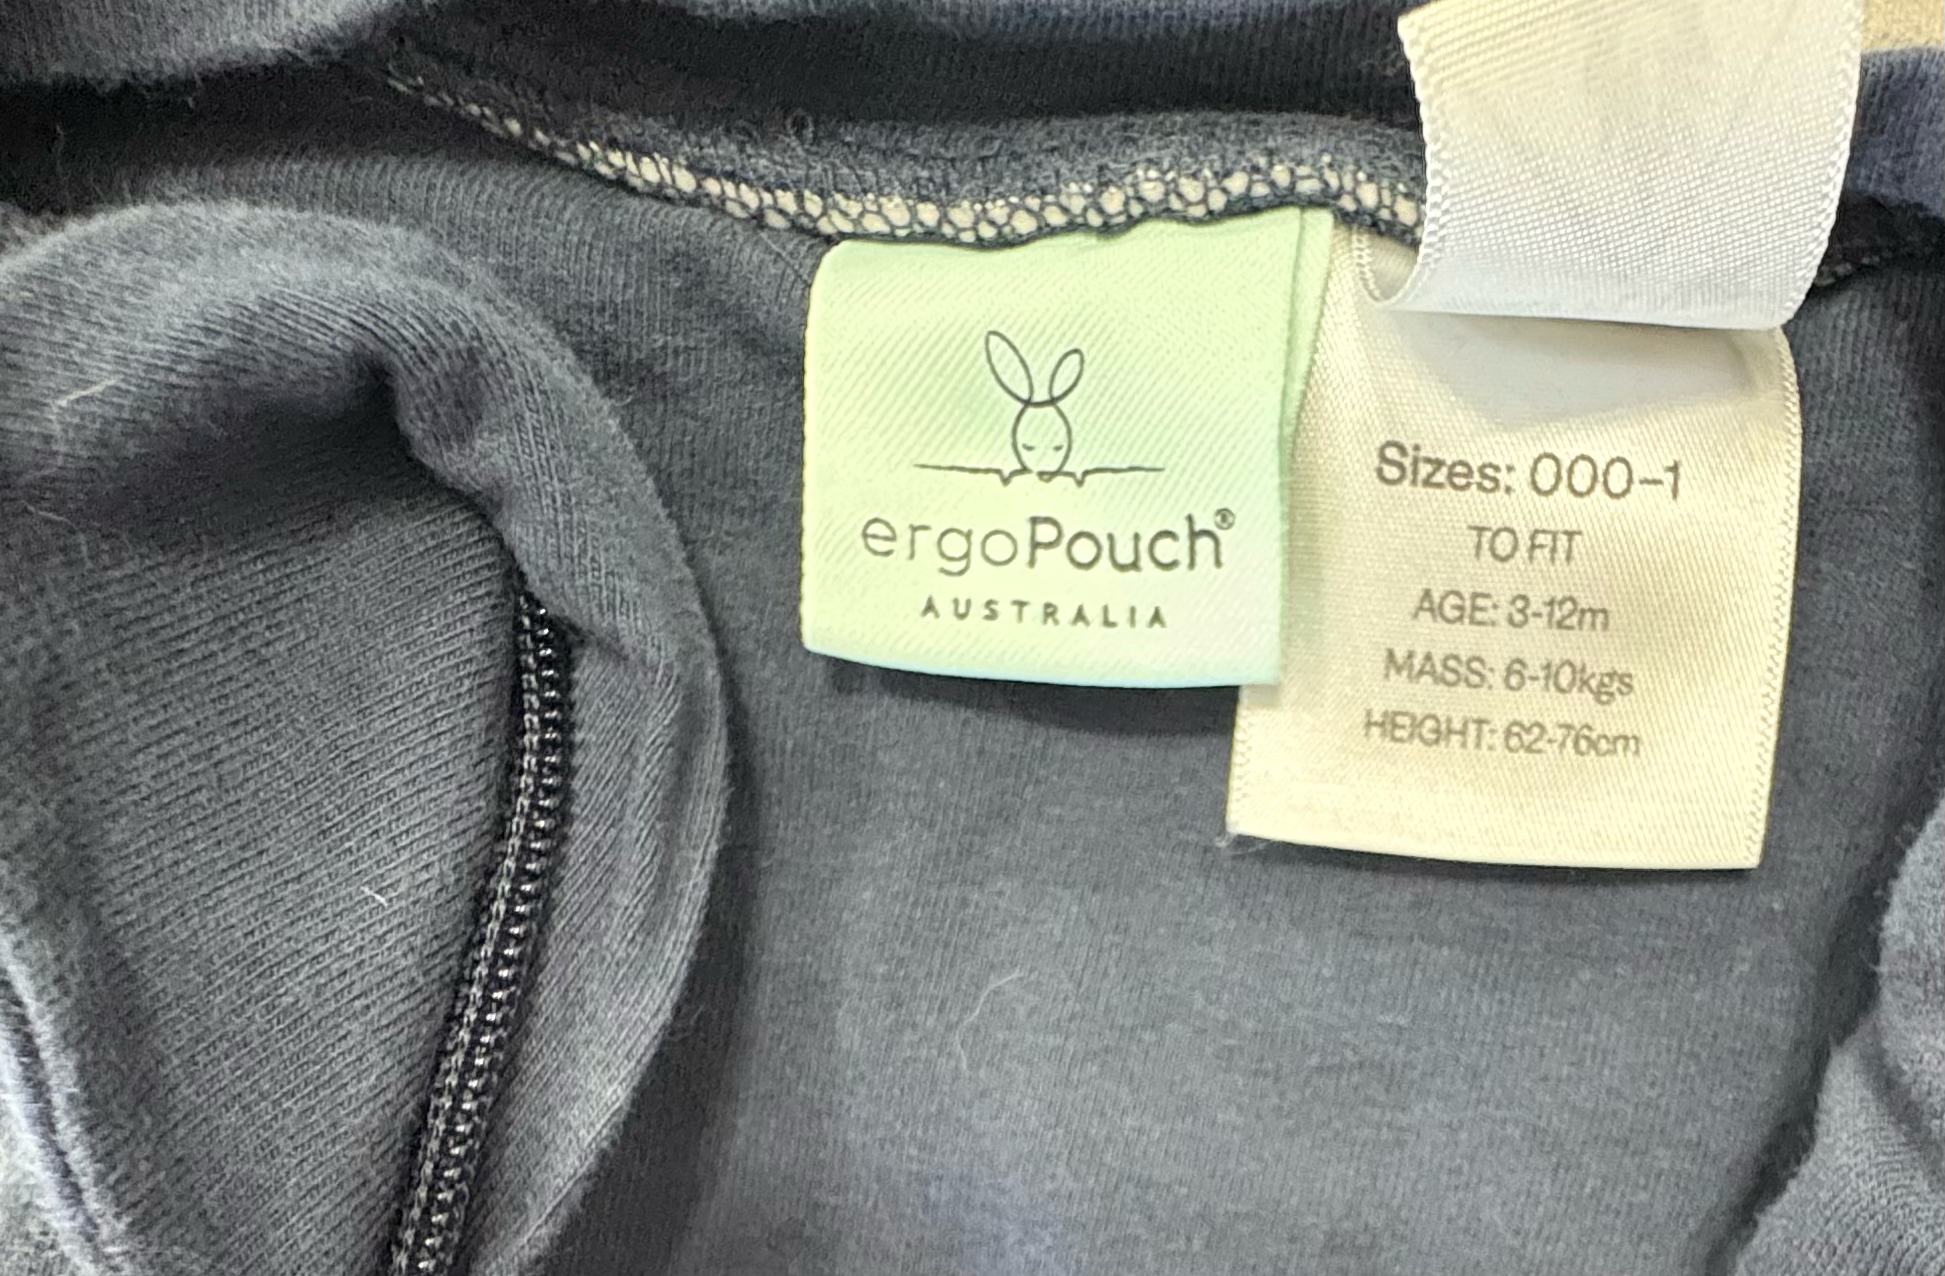 ergoPouch®
AUSTRALIA
Sizes: 000-1
TO FIT
AGE: 3-12m
MASS: 6-10kgs
HEIGHT: 62-76cm